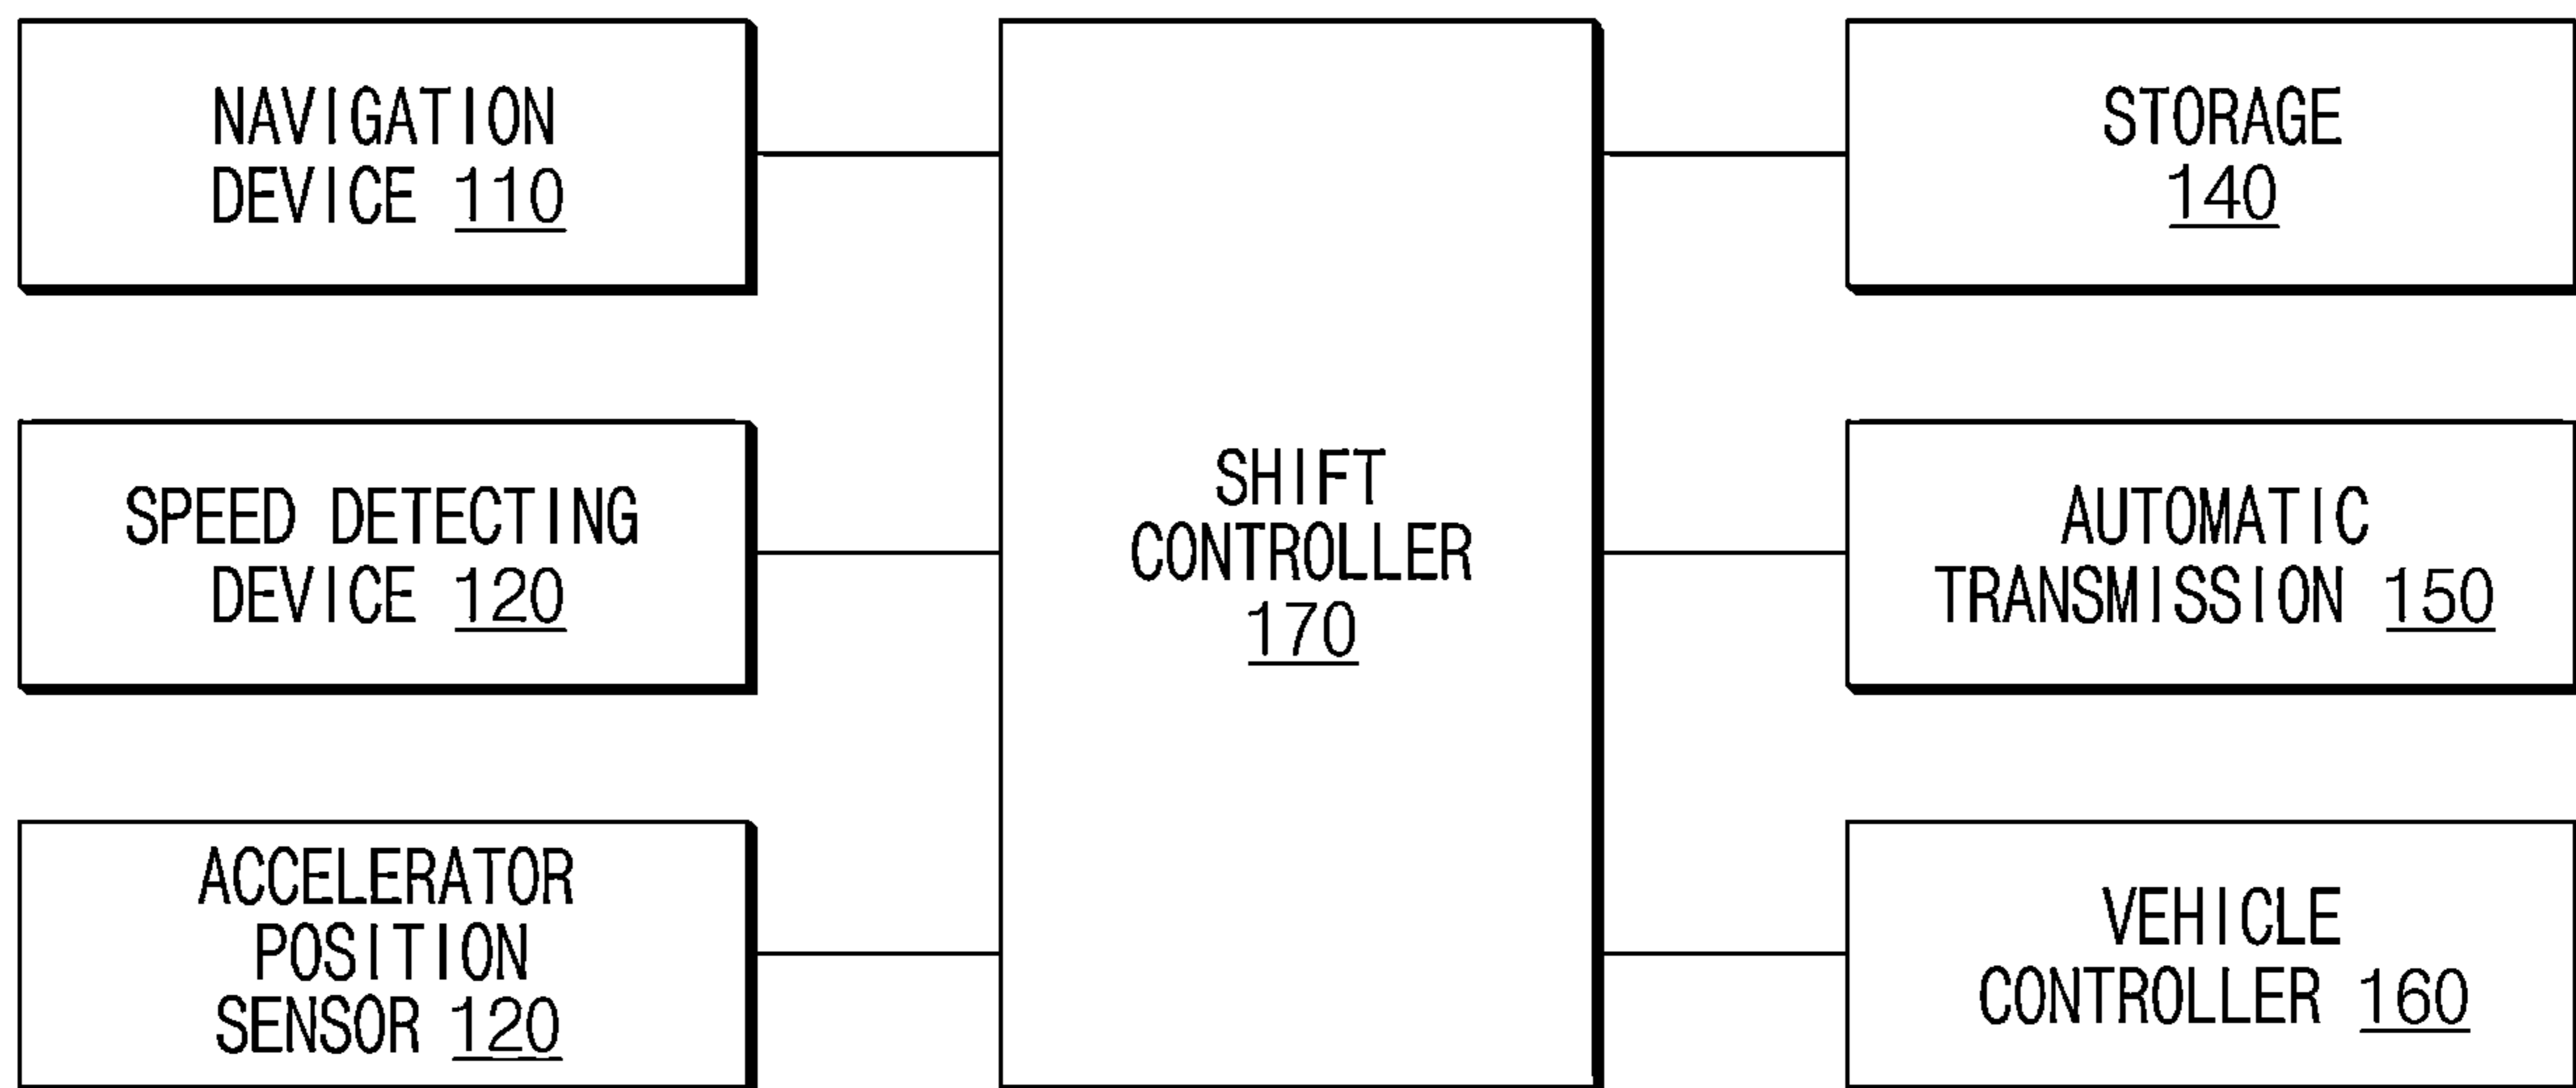 NAVIGATION
DEVICE 110
SPEED DETECTING
DEVICE 120
ACCELERATOR
POSITION
SENSOR 120
SHIFT
CONTROLLER
170
STORAGE
140
AUTOMATIC
TRANSMISSION 150
VEHICLE
CONTROLLER 160